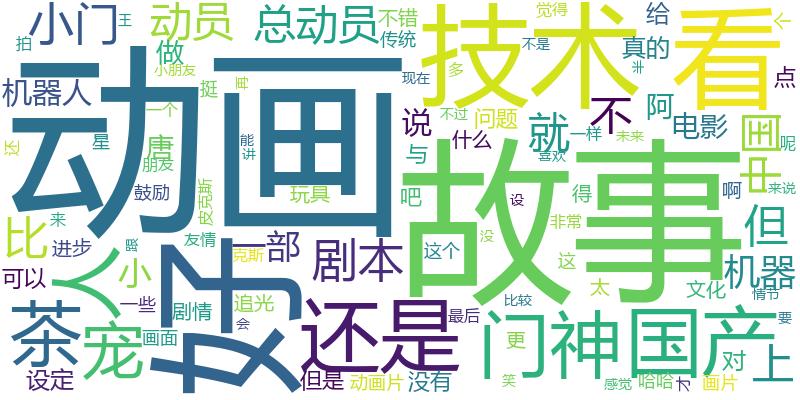 小门
王
动员
总动员
不错
觉得
给
个
拍
做
小朋友
传统
技术
不是
真的
看
半
机器人
挺
再
现在
多
点
动画
一个
说
不过
问题
不
阿
电影
星
唐
能
讲
与
什么
就
一样
未来
中国
呢
还
朋友
鼓励
皮克斯
玩具
吧
故事
喜欢
得
啊
来说
来
比
进步
友情
一部
克斯
剧本
这个
没
设
非常
这
但
可以
人
小
好
追光
太
文化
机器
情节
茶
一些
剧情
还是
最后
比较
宠
画面
会
门神
国产
更
对
上
要
设定
但是
动画片
没有
笑
感觉
哈哈
才
画片